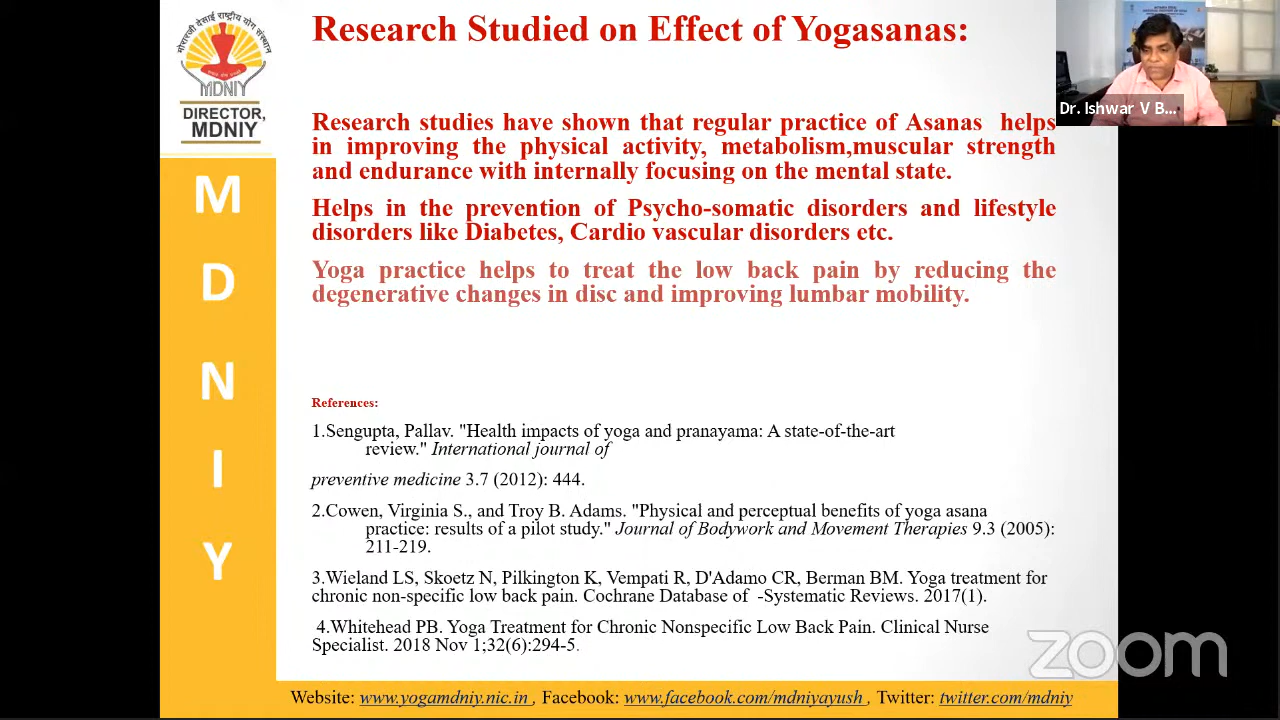 Research Studied on Effect of Yogasanas:
मोरारजी देसाई राष्ट्रीय योग संस्थान
MDNIY
DIRECTOR,
MDNIY
Dr. Ishwar V B...
M
D
N
I
Y
Research studies have shown that regular practice of Asanas helps
in improving the physical activity, metabolism,muscular strength
and endurance with internally focusing on the mental state.
Helps in the prevention of Psycho-somatic disorders and lifestyle
disorders like Diabetes, Cardio vascular disorders etc.
Yoga practice helps to treat the low back pain by reducing the
degenerative changes in disc and improving lumbar mobility.
References:
1.Sengupta, Pallav. "Health impacts of yoga and pranayama: A state-of-the-art
review." International journal of
preventive medicine 3.7 (2012): 444.
2.Cowen, Virginia S., and Troy B. Adams. "Physical and perceptual benefits of yoga asana
practice: results of a pilot study." Journal of Bodywork and Movement Therapies 9.3 (2005):
211-219.
3.Wieland LS, Skoetz N, Pilkington K, Vempati R, D'Adamo CR, Berman BM. Yoga treatment for
chronic non-specific low back pain. Cochrane Database of -Systematic Reviews. 2017(1).
4.Whitehead PB. Yoga Treatment for Chronic Nonspecific Low Back Pain. Clinical Nurse
Specialist. 2018 Nov 1;32(6):294-5.
zoom
Website: www.yogamdniy.nic.in , Facebook: www.facebook.com/mdniyayush , Twitter: twitter.com/mdniy